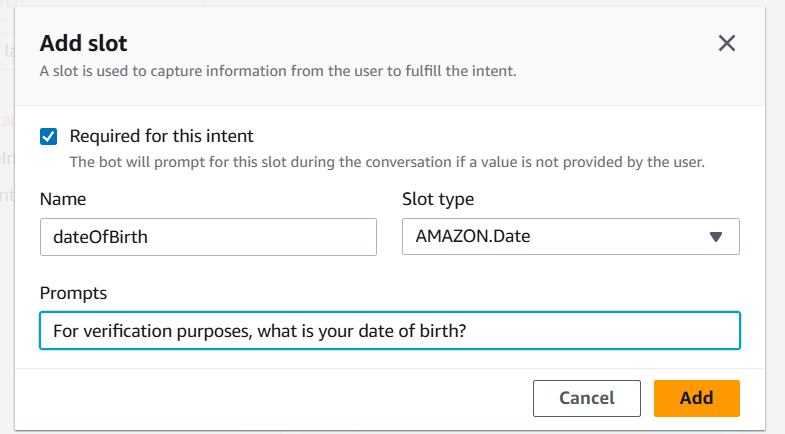 Add slot
A slot is used to capture information from the user to fulfill the intent.
Required for this intent
The bot will prompt for this slot during the conversation if a value is not provided by the user.
Name
Slot type
dateOfBirth
AMAZON.Date
Prompts
For verification purposes, what is your date of birth?
Cancel
Add